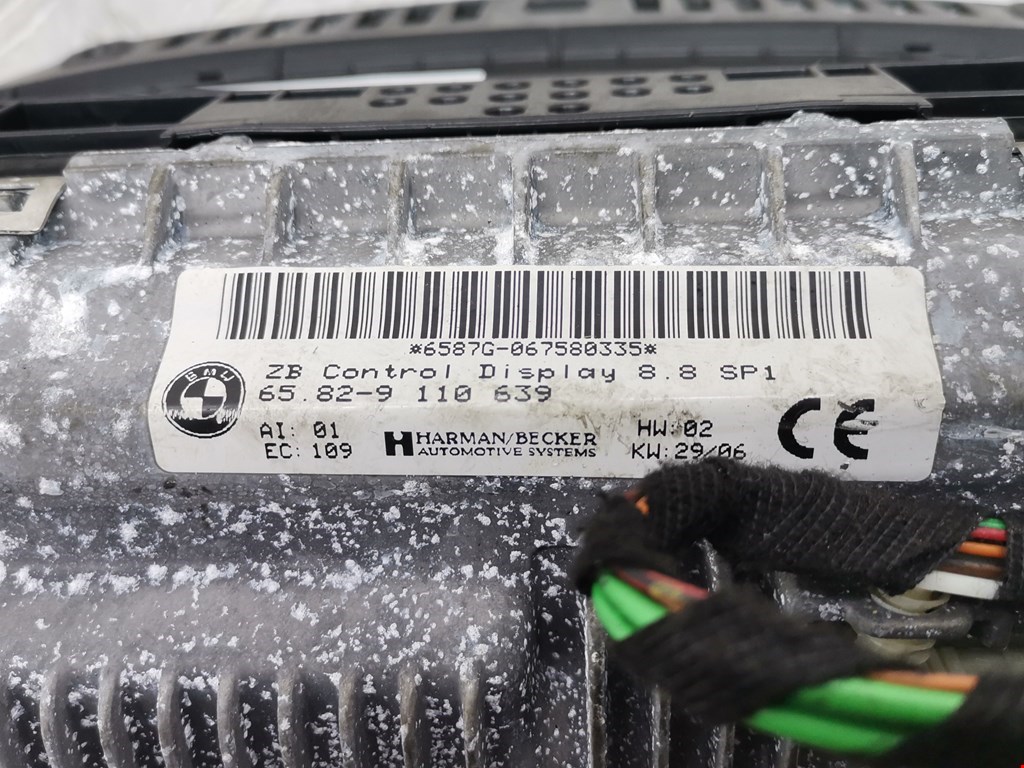 *6587G-067580335*
ZB Control Display 8.8 SP1
BMW
65.82-9 110 639
AI: 01
EC: 109
HARMAN/BECKER
AUTOMOTIVE SYSTEMS
HW: 02
KW: 29/06
CE